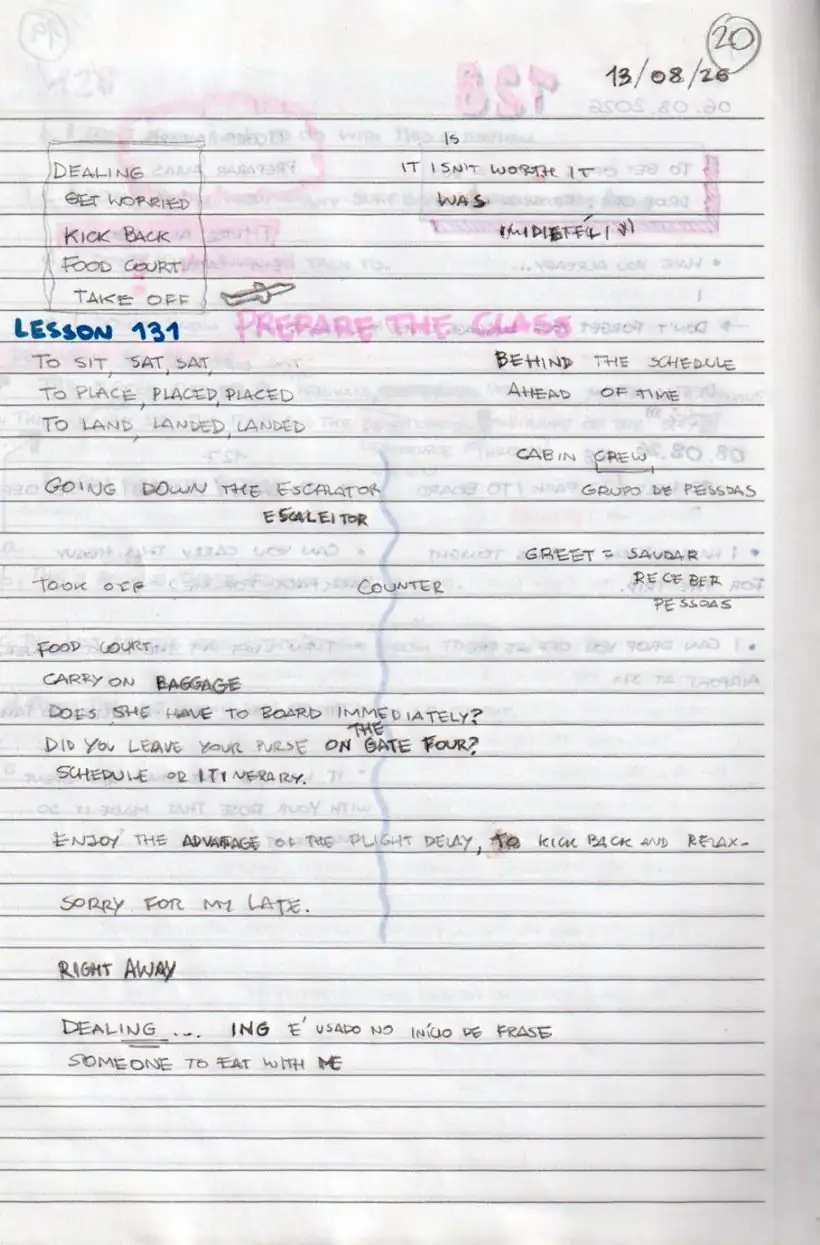 20
13/08/26
DEALING
GET WORRIED
KICK BACK
FOOD COURT
TAKE OFF
IS
IT ISN'T WORTH IT
WAS
LESSON 131 PREPARE THE CLASS
TO SIT, SAT, SAT,
TO PLACE, PLACED, PLACED
TO LAND, LANDED, LANDED
BEHIND THE SCHEDULE
AHEAD OF TIME
CABIN CREW
GRUPO DE PESSOAS
GOING DOWN THE ESCALATOR
ESCALEITOR
GREET = SAUDAR
RECEBER
PESSOAS
TOOK OFF COUNTER
FOOD COURT
CARRY ON BAGGAGE
DOES SHE HAVE TO BOARD IMMEDIATELY?
THE
DID YOU LEAVE YOUR PURSE ON GATE FOUR?
SCHEDULE OR ITINERARY.
ENJOY THE ADVATAGE OF THE FLIGHT DELAY, TO KICK BACK AND RELAX.
SORRY FOR MY LATE.
RIGHT AWAY
DEALING ... ING É USADO NO INÍCIO DE FRASE
SOMEONE TO EAT WITH ME